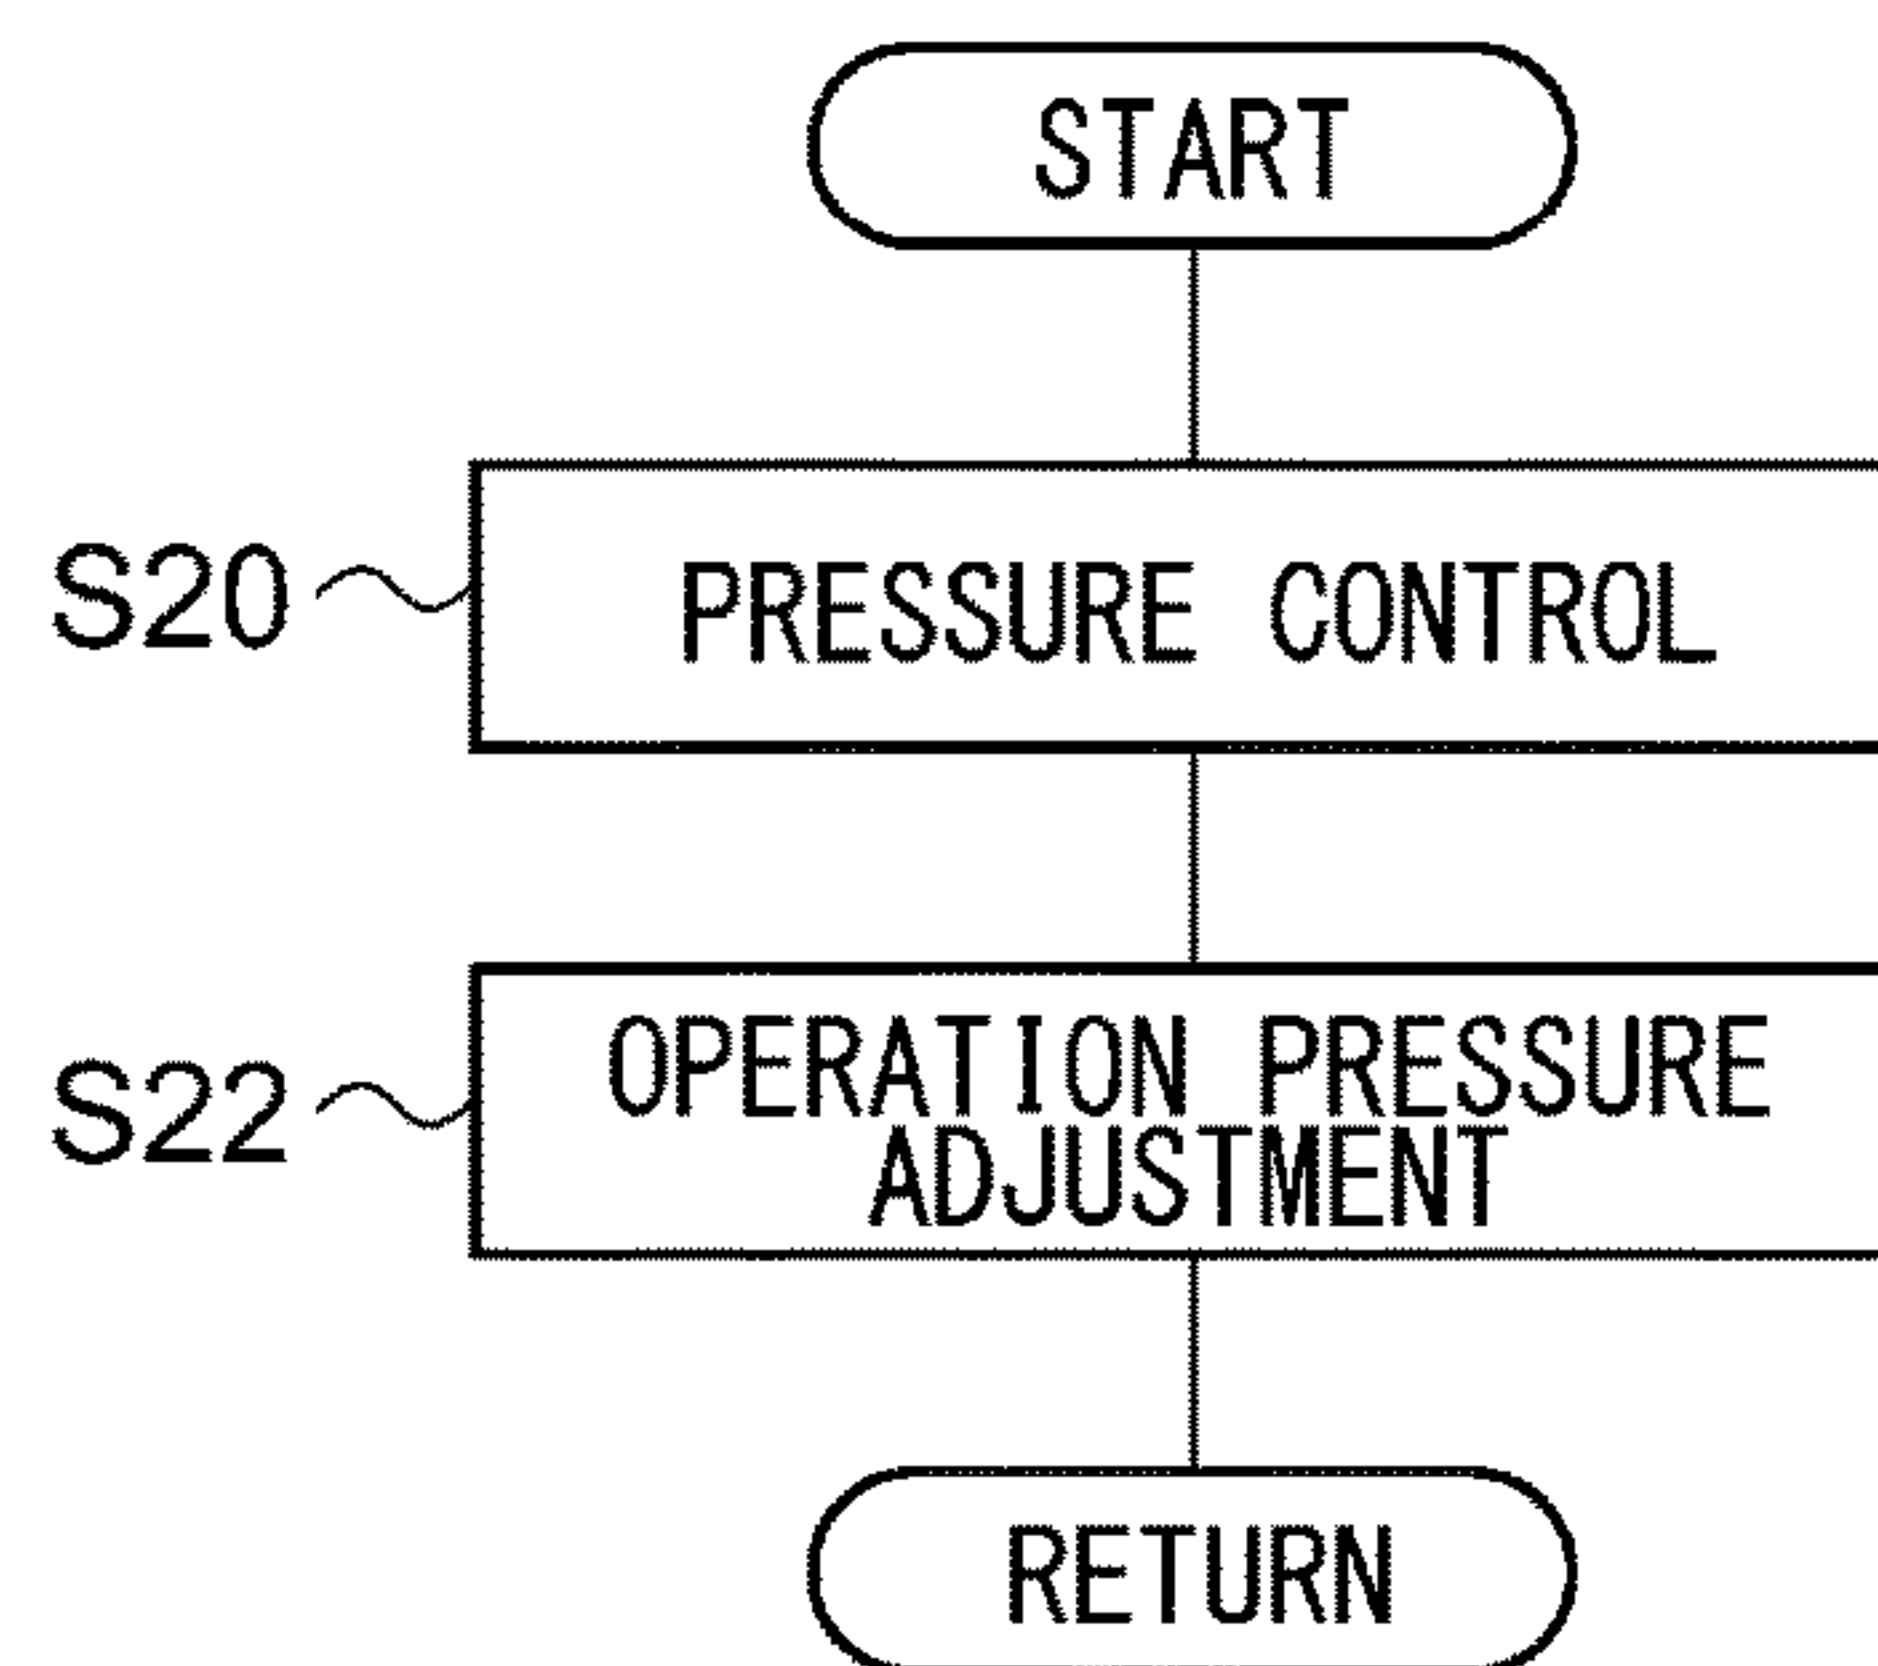 START
S20
PRESSURE CONTROL
S22
OPERATION PRESSURE
ADJUSTMENT
RETURN